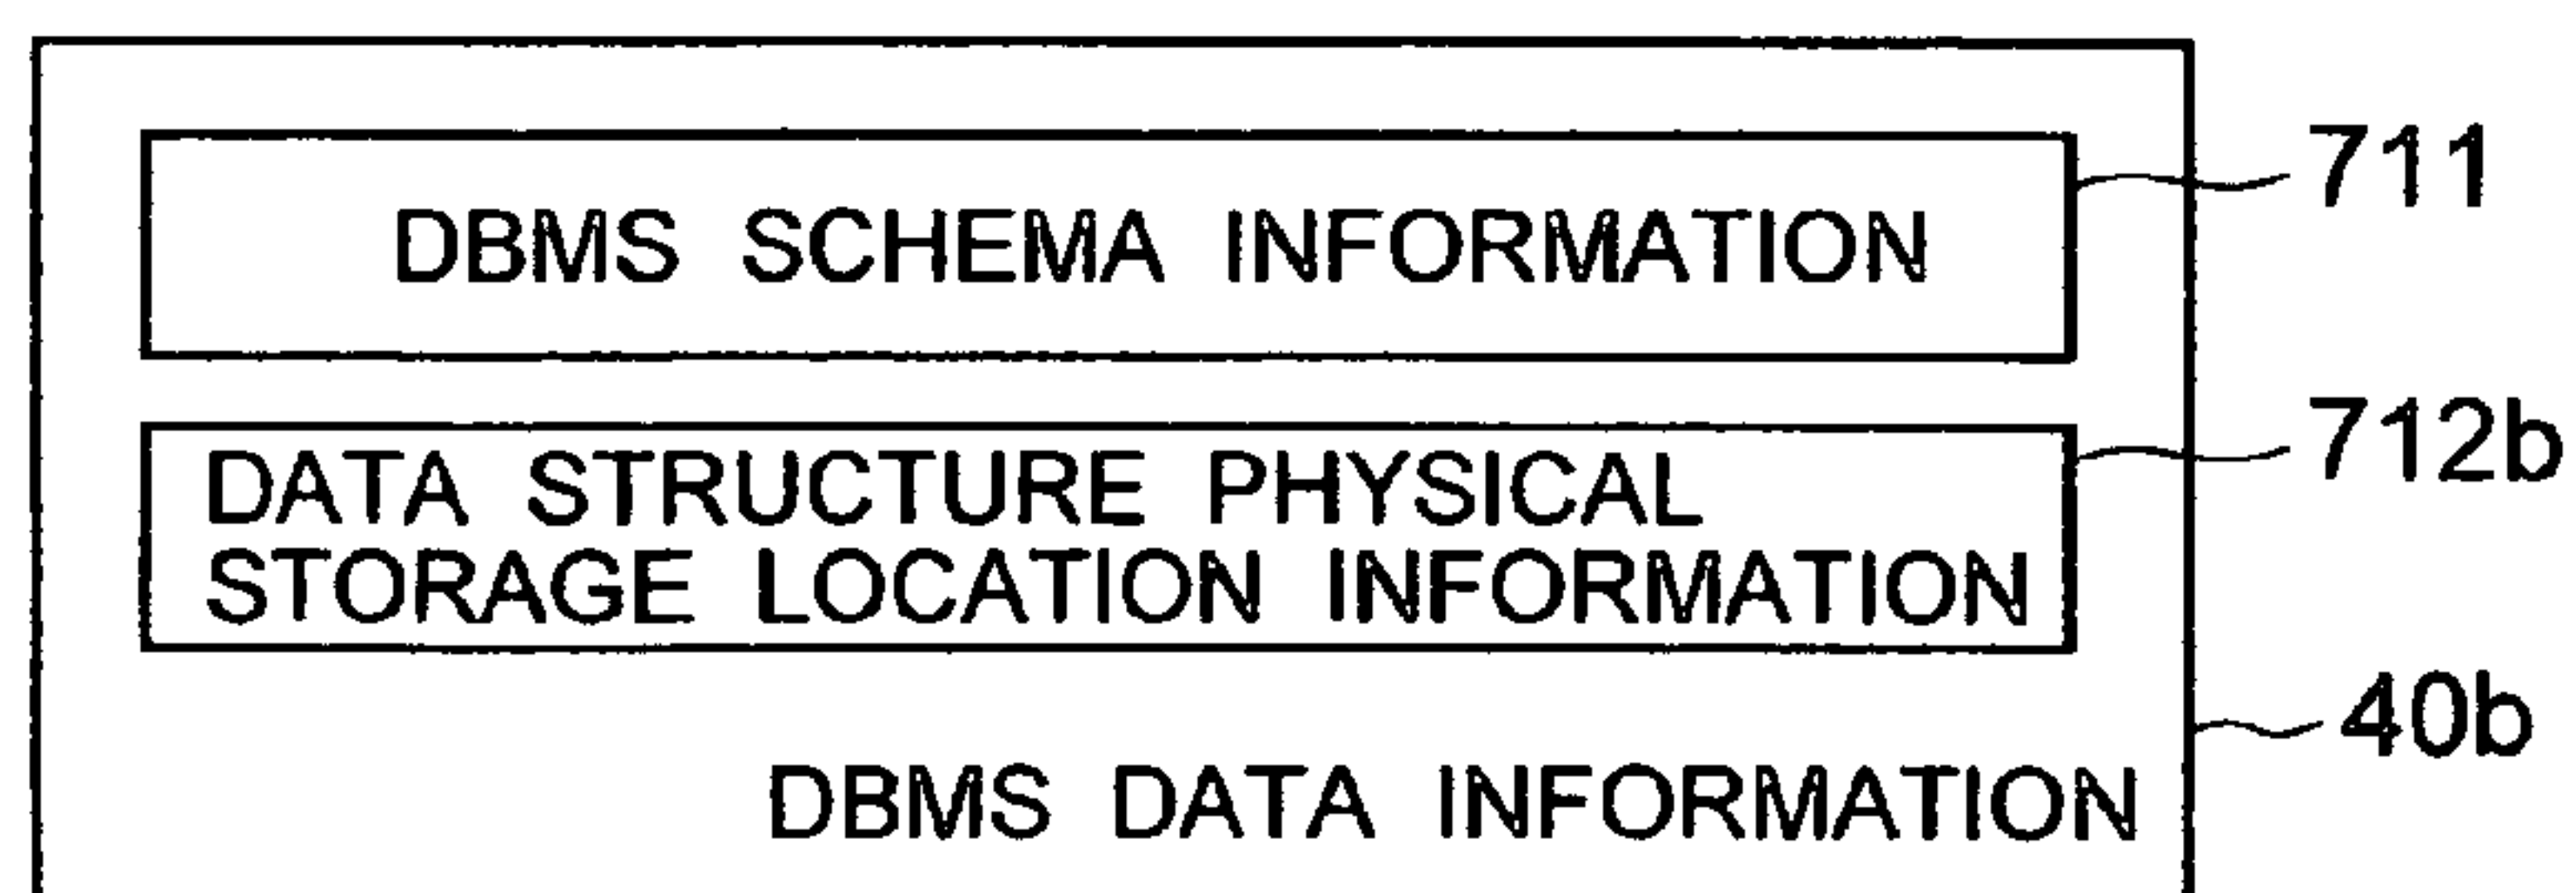 711
DBMS SCHEMA INFORMATION
712b
DATA STRUCTURE PHYSICAL
STORAGE LOCATION INFORMATION
40b
DBMS DATA INFORMATION